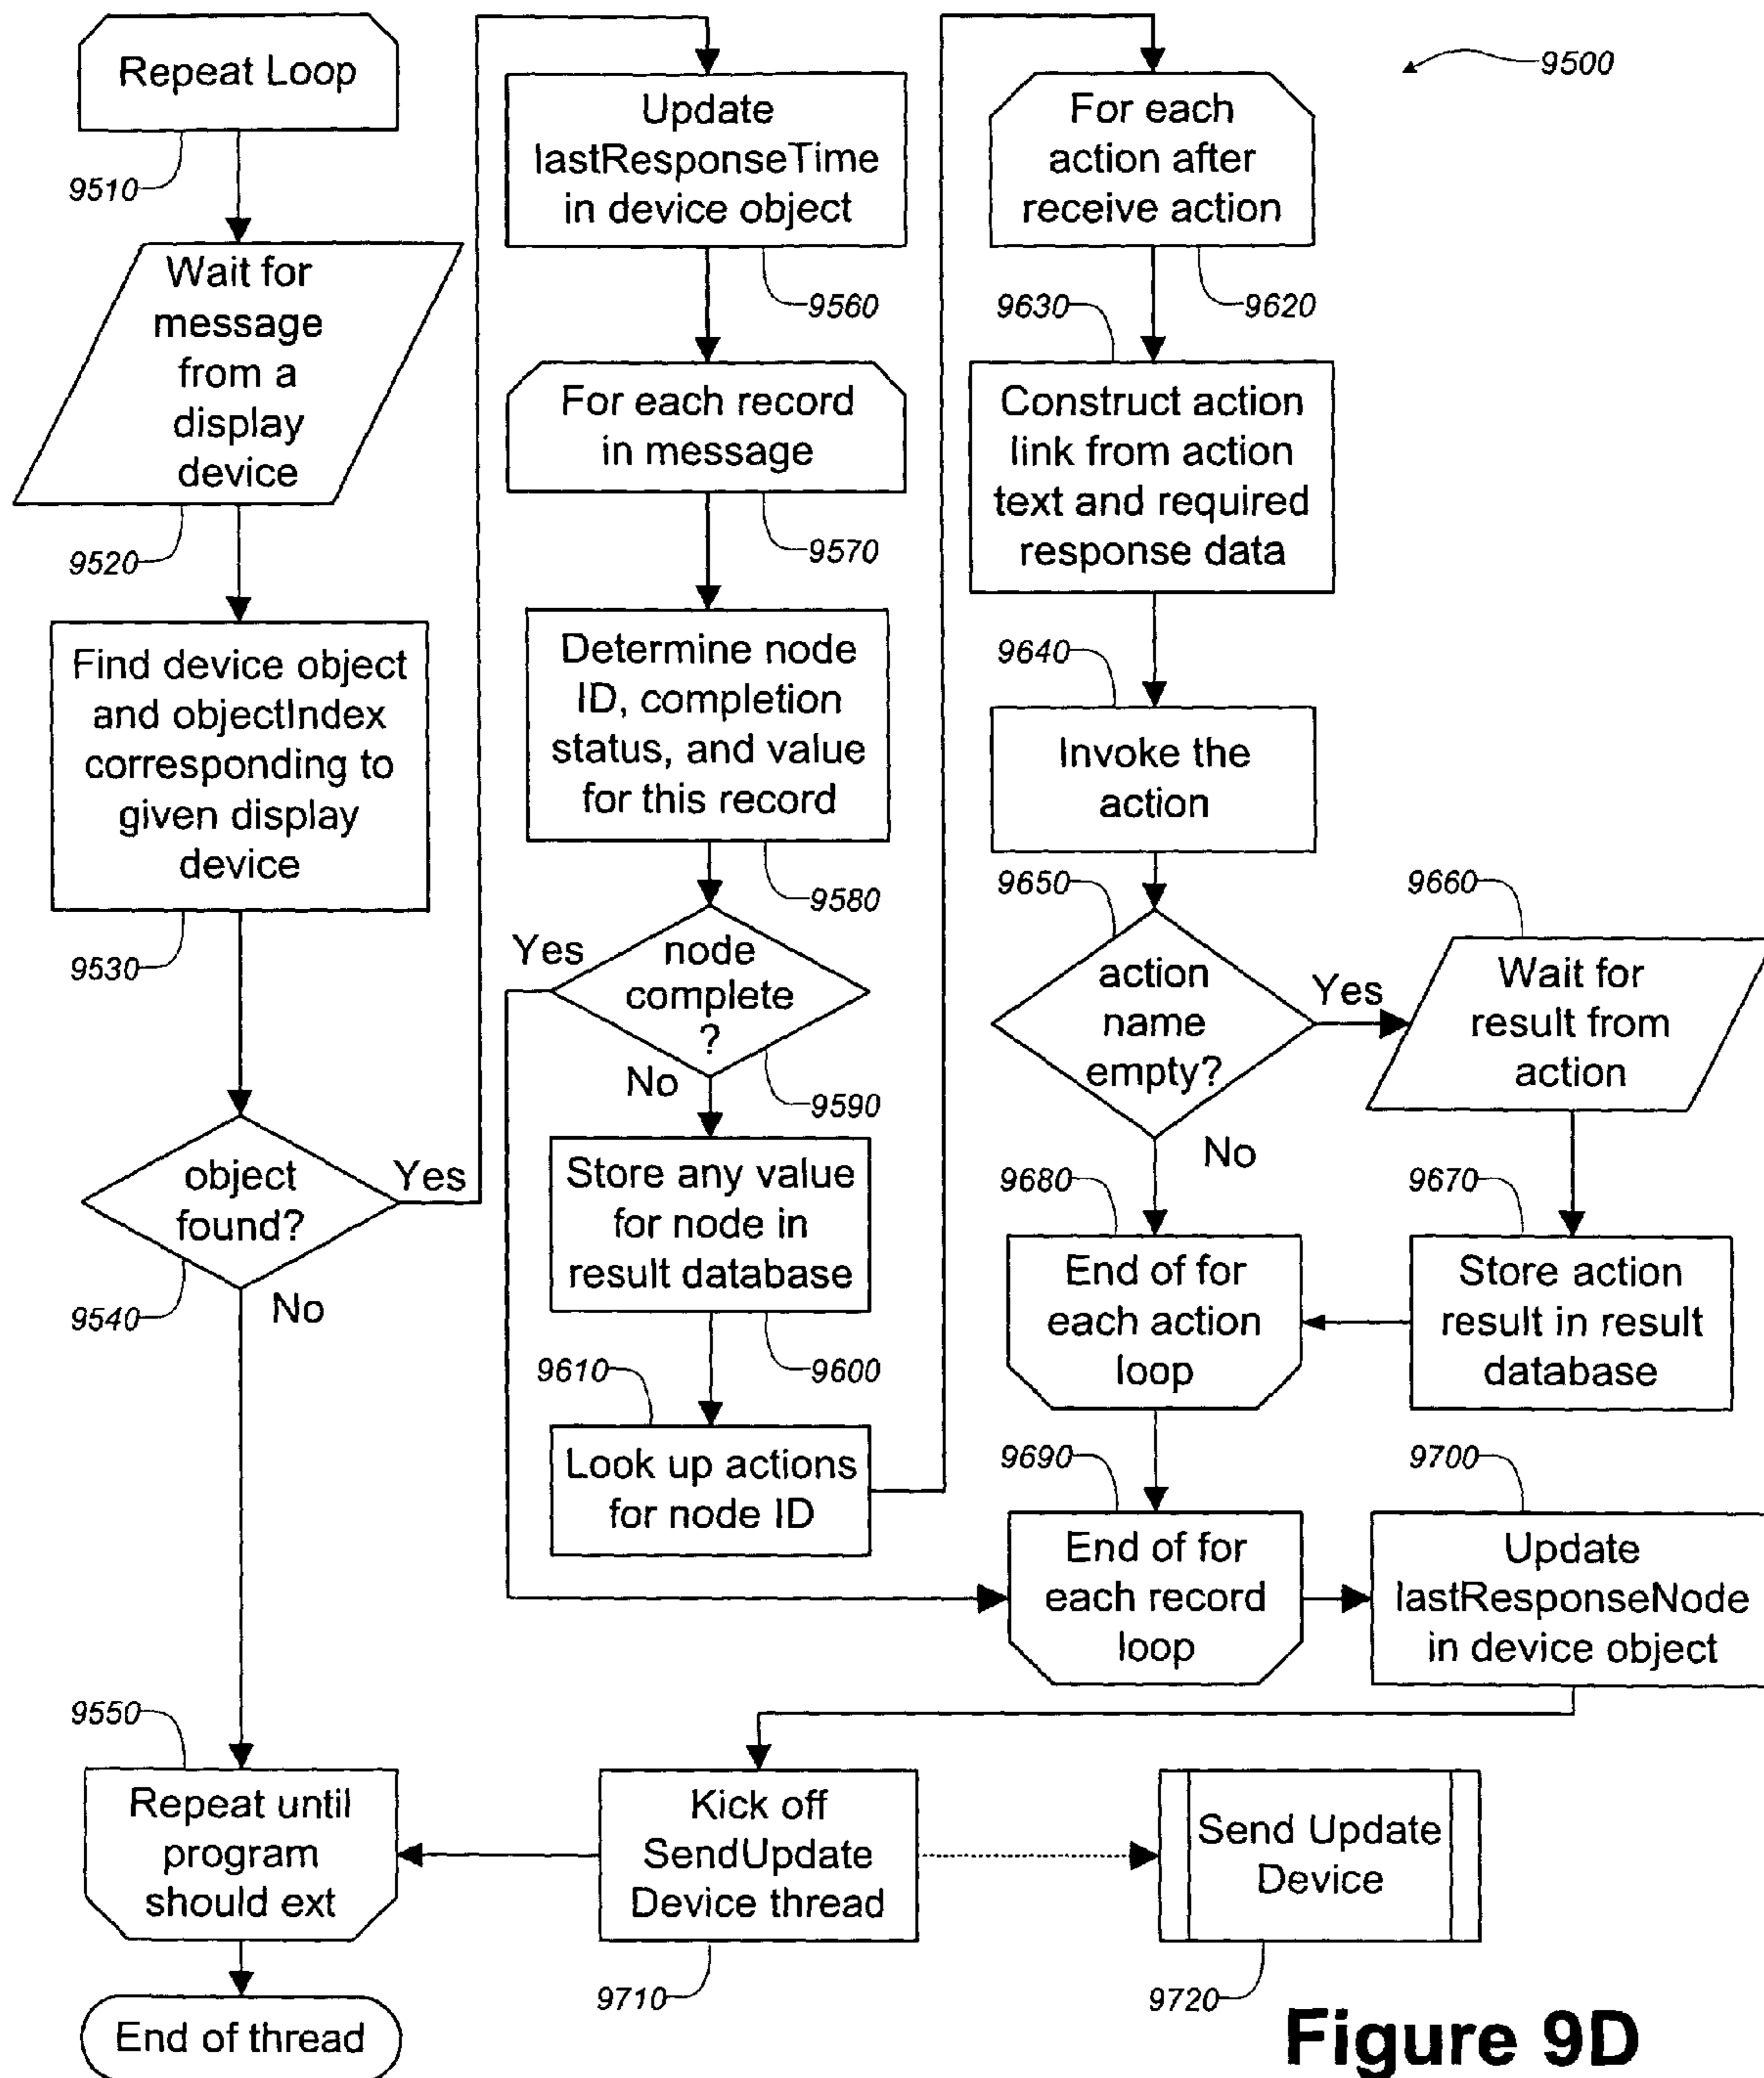 Repeat Loop
9510
Wait for
message
from a
display
device
9520
Find device object
and objectIndex
corresponding to
given display
device
9530
object
found?
Yes
No
9540
9550
Repeat until
program
should ext
End of thread
Update
lastResponseTime
in device object
9560
For each record
in message
9570
Determine node
ID, completion
status, and value
for this record
9580
Yes
node
complete
?
No
9590
Store any value
for node in
result database
9600
9610
Look up actions
for node ID
9500
For each
action after
receive action
9620
9630
Construct action
link from action
text and required
response data
9640
Invoke the
action
9650
action
name
empty?
Yes
No
9660
Wait for
result from
action
9670
Store action
result in result
database
9680
End of for
each action
loop
9690
End of for
each record
loop
9700
Update
lastResponseNode
in device object
Kick off
SendUpdate
Device thread
9710
Send Update
Device
9720
Figure 9D